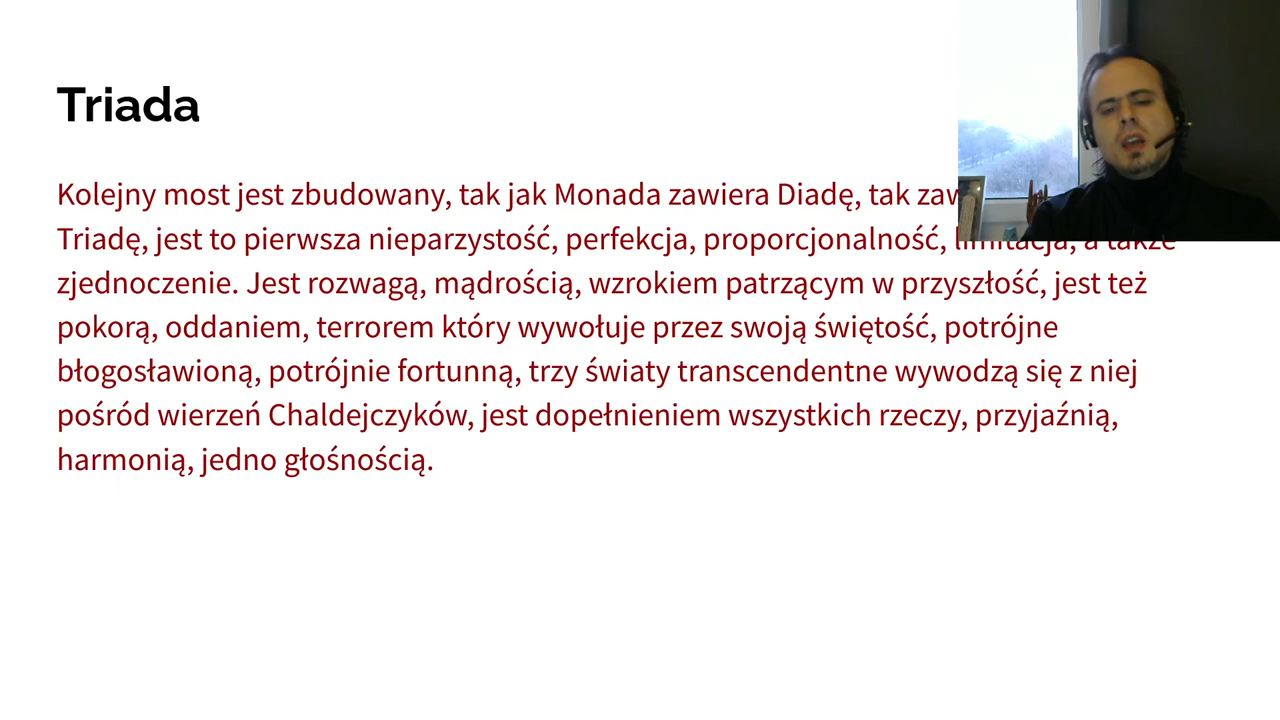 Triada
Kolejny most jest zbudowany, tak jak Monada zawiera Diadę, tak
Triadę, jest to pierwsza nieparzystość, perfekcja, proporcjonalność, limitacja, a także
zjednoczenie. Jest rozwagą, mądrością, wzrokiem patrzącym w przyszłość, jest też
pokorą, oddaniem, terrorem który wywołuje przez swoją świętość, potrójne
błogosławioną, potrójnie fortunną, trzy światy transcendentne wywodzą się z niej
pośród wierzeń Chaldejczyków, jest dopełnieniem wszystkich rzeczy, przyjaźnią,
harmonią, jedno głośnością.